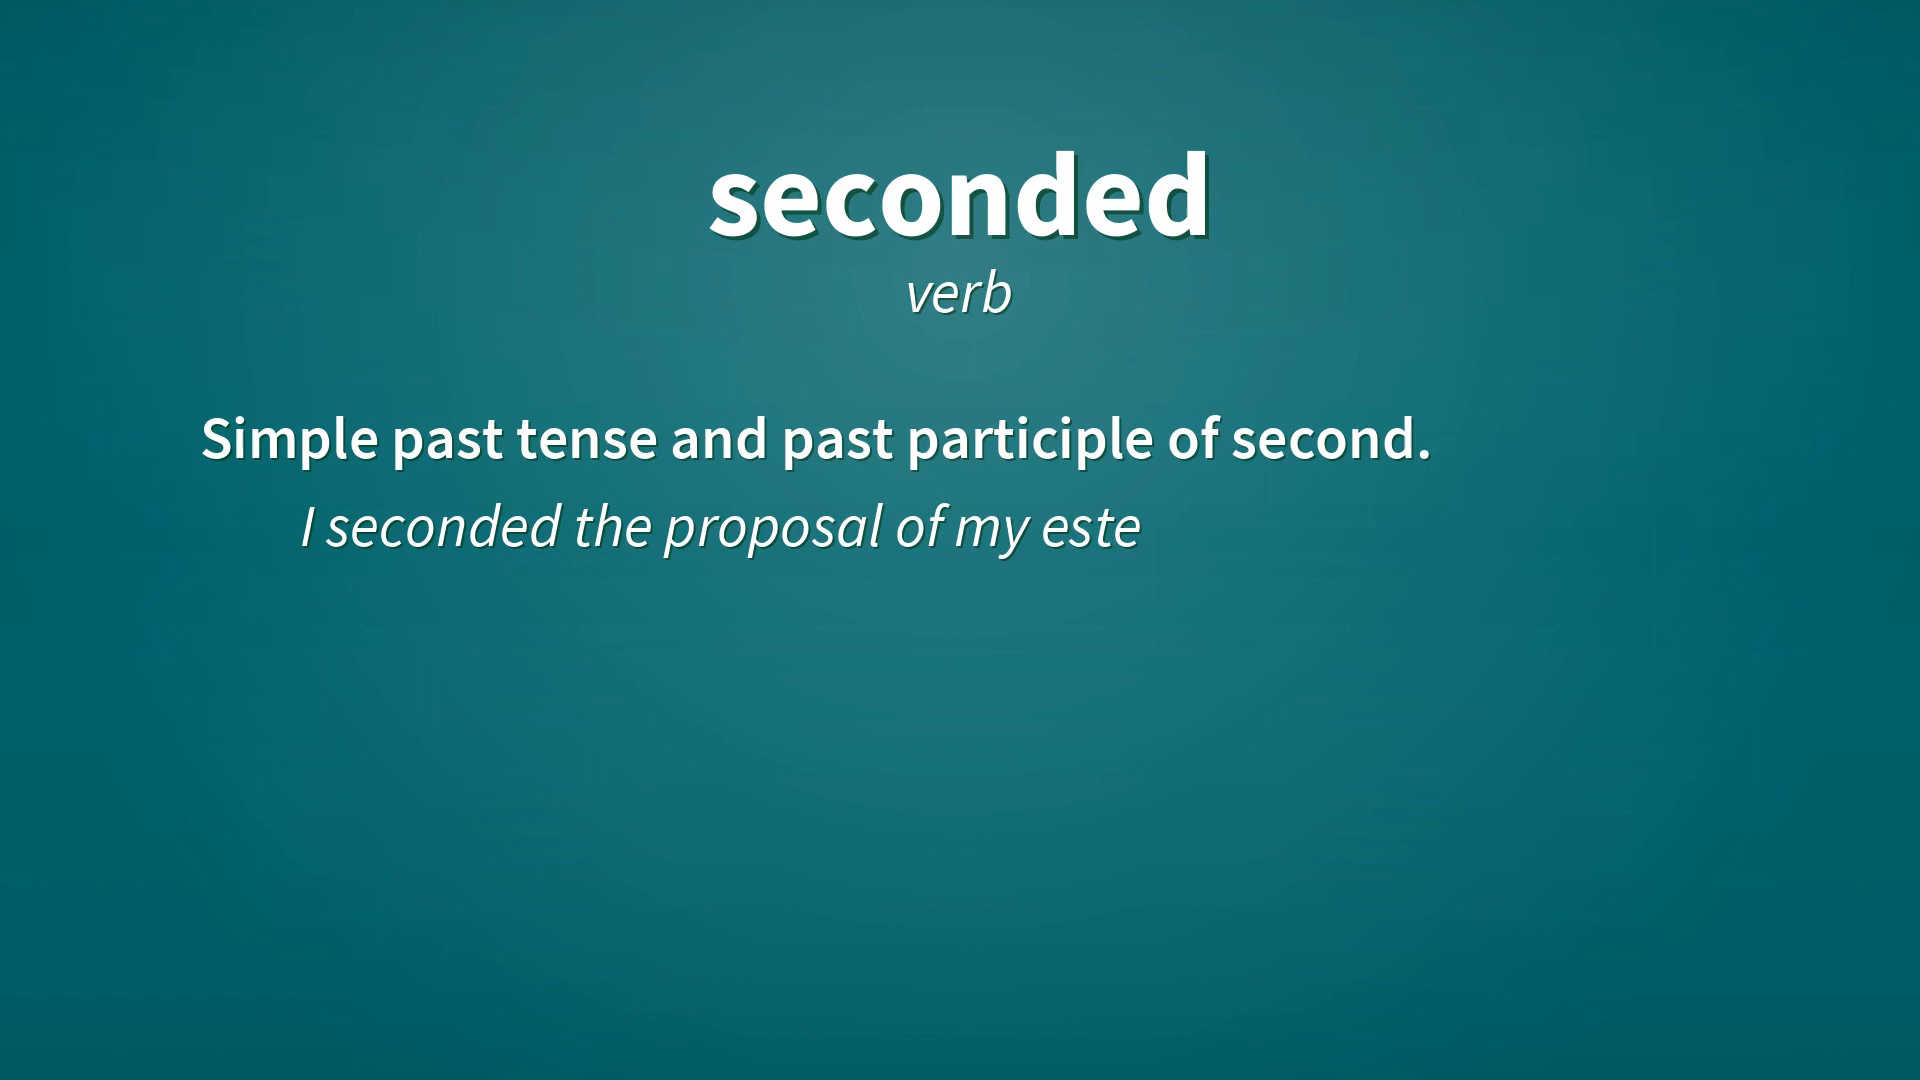 seconded
verb
Simple past tense and past participle of second.
I seconded the proposal of my este